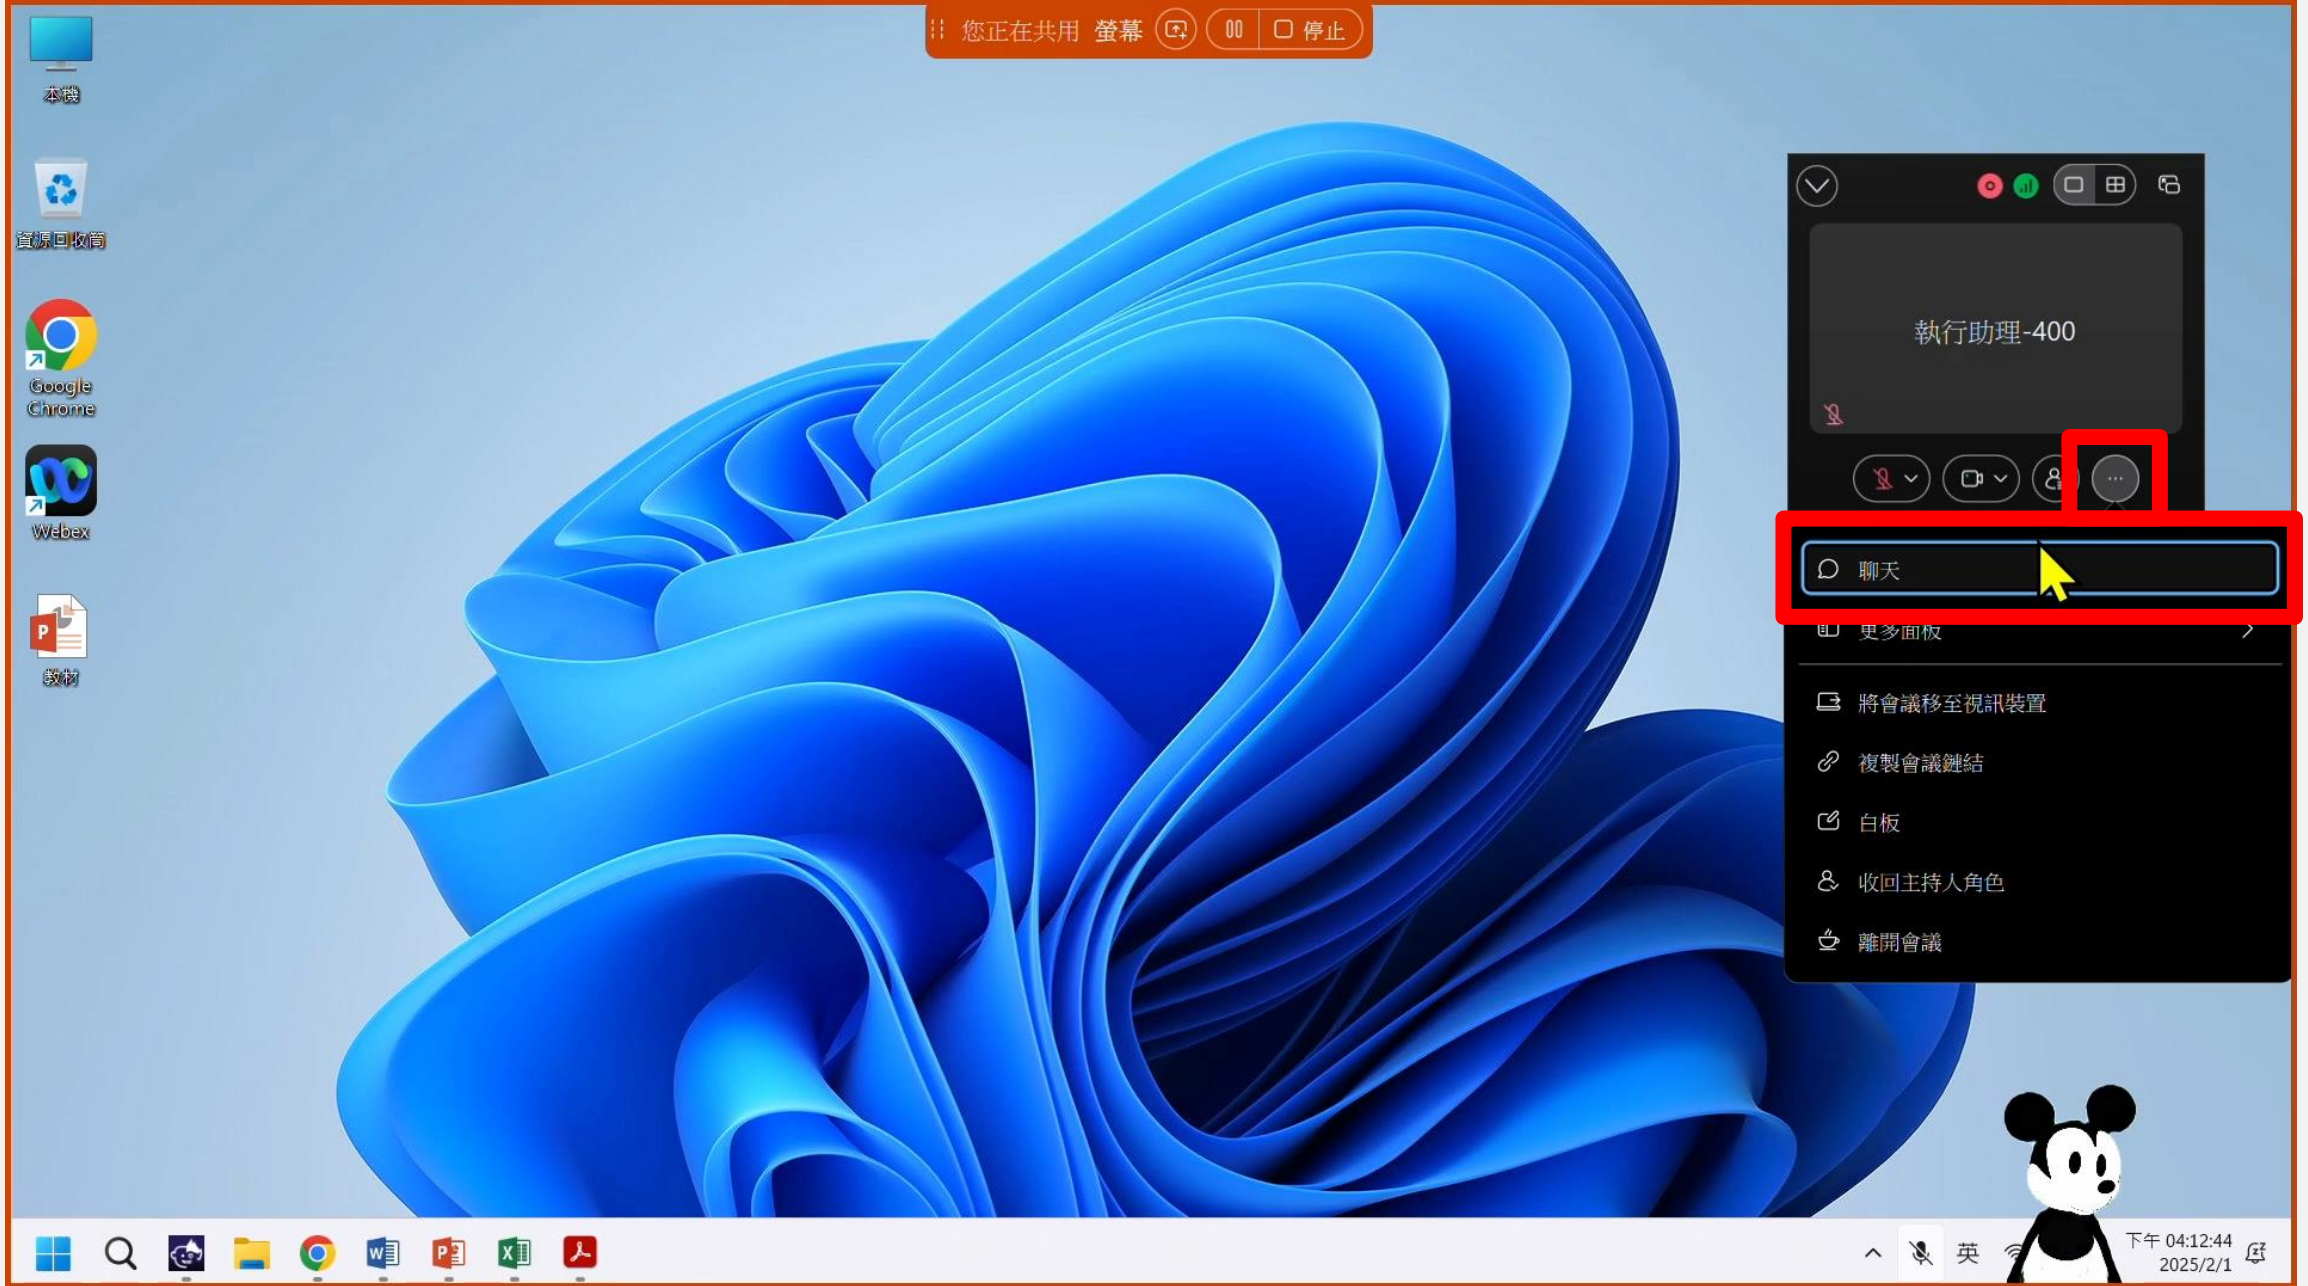 您正在共用 螢幕 停止
本機
資源回收筒
Google
Chrome
Webex
教材
執行助理-400
聊天
更多面板
將會議移至視訊裝置
複製會議鏈結
白板
收回主持人角色
離開會議
英
下午 04:12:44
2025/2/1